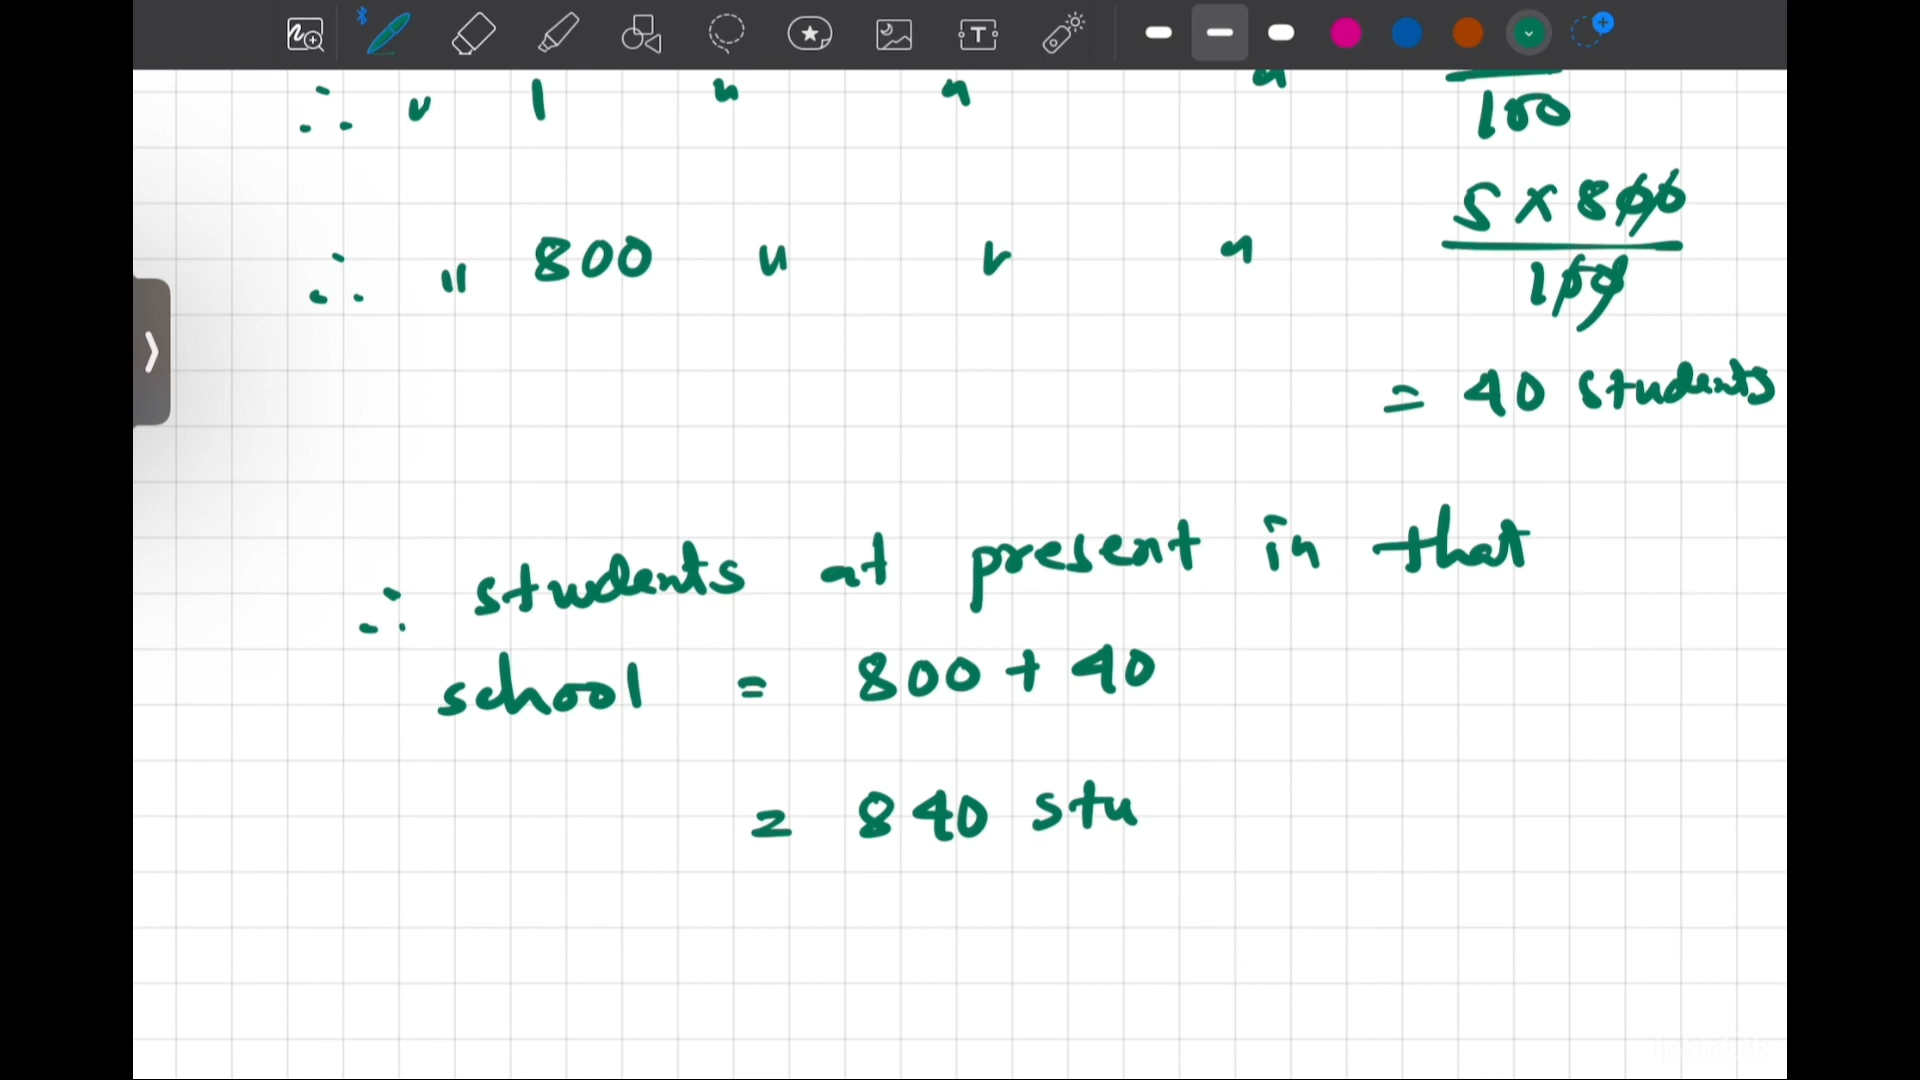 ∴ " 1 " " " 100
5 × 800
∴ " 800 " " " 100
= 40 students
∴ students at present in that
school = 800 + 40
= 840 stu